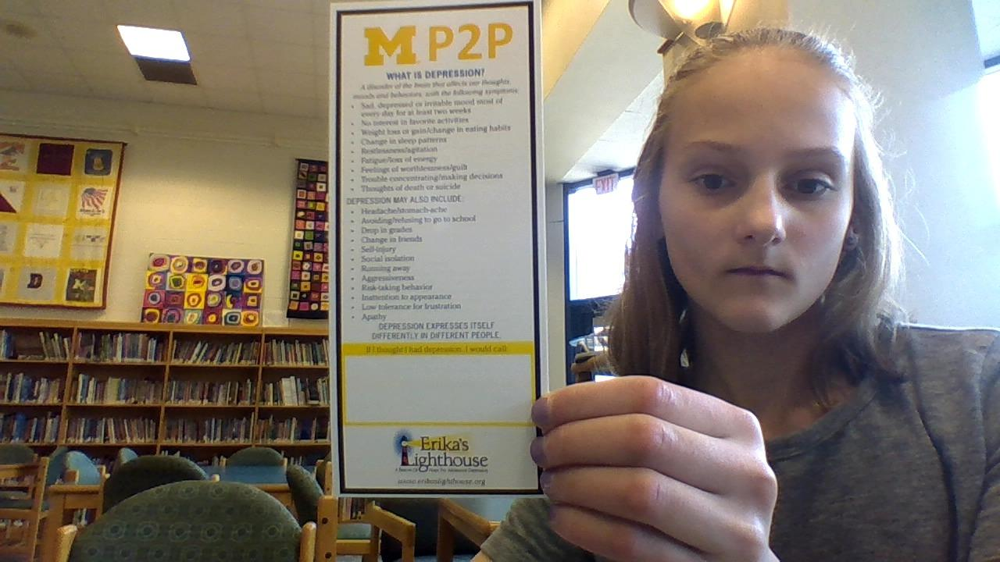 M P2P
WHAT IS DEPRESSION?
A disorder of the brain that affects our thoughts,
moods and behaviors, with the following symptoms:
• Sad, depressed or irritable mood most of
every day for at least two weeks
• No interest in favorite activities
• Weight loss or gain/change in eating habits
• Change in sleep patterns
• Restlessness/agitation
• Fatigue/loss of energy
• Feelings of worthlessness/guilt
• Trouble concentrating/making decisions
• Thoughts of death or suicide
DEPRESSION MAY ALSO INCLUDE:
• Headache/stomach-ache
• Avoiding/refusing to go to school
• Drop in grades
• Change in friends
• Self-injury
• Social isolation
• Running away
• Aggressiveness
• Risk-taking behavior
• Inattention to appearance
• Low tolerance for frustration
• Apathy
DEPRESSION EXPRESSES ITSELF
DIFFERENTLY IN DIFFERENT PEOPLE.
If I thought I had depression, I would call:
Erika's
Lighthouse
A Beacon Of Hope For Adolescent Depression
www.erikaslighthouse.org
EXIT
D
M